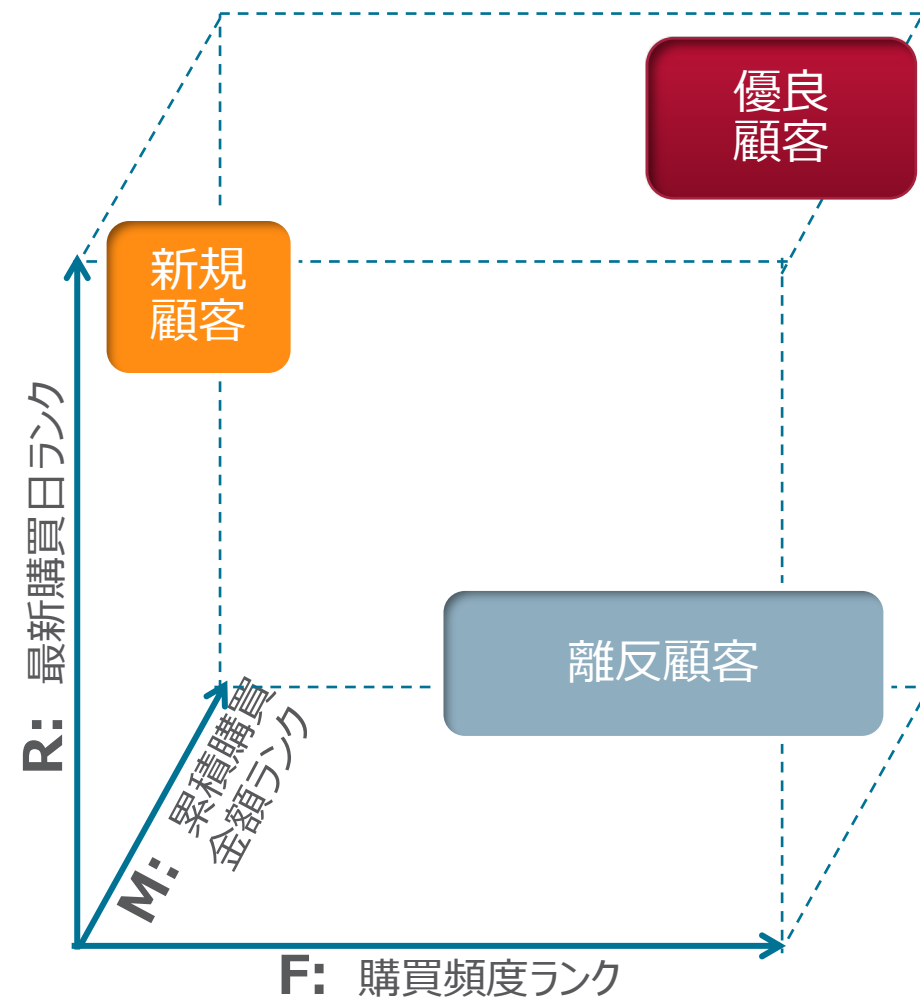 優良
顧客
新規
顧客
R: 最新購買日ランク
離反顧客
M: 累積購買
金額ランク
F: 購買頻度ランク